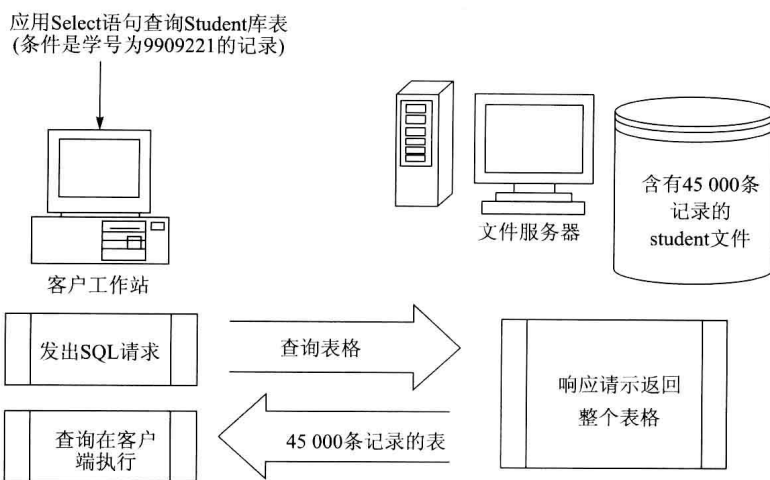 应用Select语句查询Student库表
(条件是学号为9909221的记录)
含有45 000条
记录的
student文件
文件服务器
客户工作站
发出SQL请求
查询表格
响应请示返回
整个表格
查询在客户
端执行
45 000条记录的表